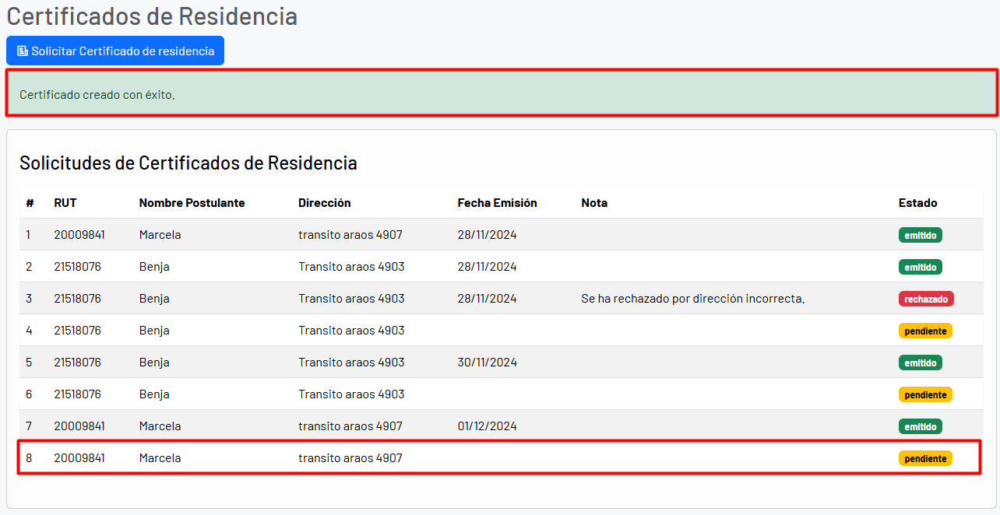 Certificados de Residencia
Solicitar Certificado de residencia
Certificado creado con éxito.
Solicitudes de Certificados de Residencia
# RUT Nombre Postulante Dirección Fecha Emisión Nota Estado
1 20009841 Marcela transito araos 4907 28/11/2024 emitido
2 21518076 Benja Transito araos 4903 28/11/2024 emitido
3 21518076 Benja Transito araos 4903 28/11/2024 Se ha rechazado por dirección incorrecta. rechazado
4 21518076 Benja Transito araos 4903 pendiente
5 21518076 Benja Transito araos 4903 30/11/2024 emitido
6 21518076 Benja Transito araos 4903 pendiente
7 20009841 Marcela transito araos 4907 01/12/2024 emitido
8 20009841 Marcela transito araos 4907 pendiente